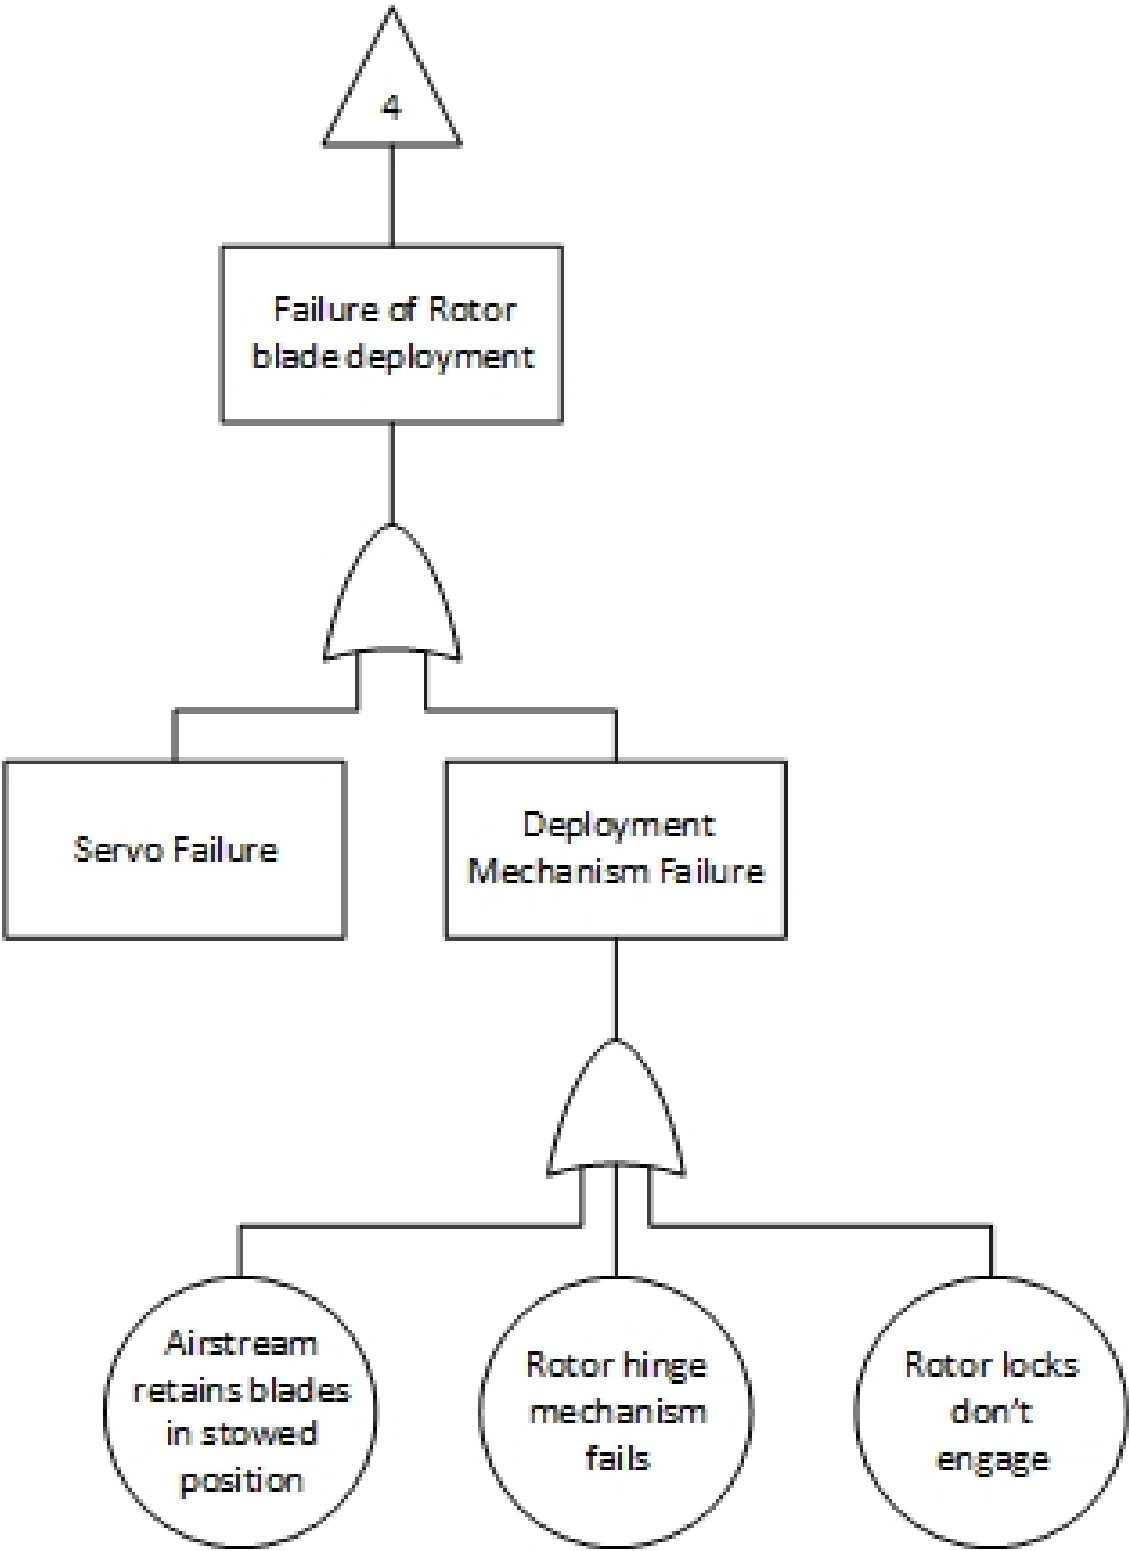 4
Failure of Rotor
blade deployment
Servo Failure
Deployment
Mechanism Failure
Airstream
retains blades
in stowed
position
Rotor hinge
mechanism
fails
Rotor locks
don't
engage